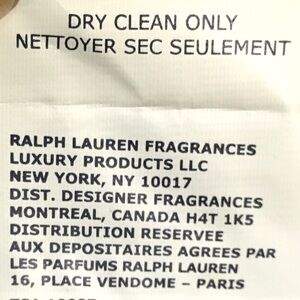 DRY CLEAN ONLY
NETTOYER SEC SEULEMENT
RALPH LAUREN FRAGRANCES
LUXURY PRODUCTS LLC
NEW YORK, NY 10017
DIST. DESIGNER FRAGRANCES
MONTREAL, CANADA H4T 1K5
DISTRIBUTION RESERVEE
AUX DEPOSITAIRES AGREES PAR
LES PARFUMS RALPH LAUREN
16, PLACE VENDOME – PARIS